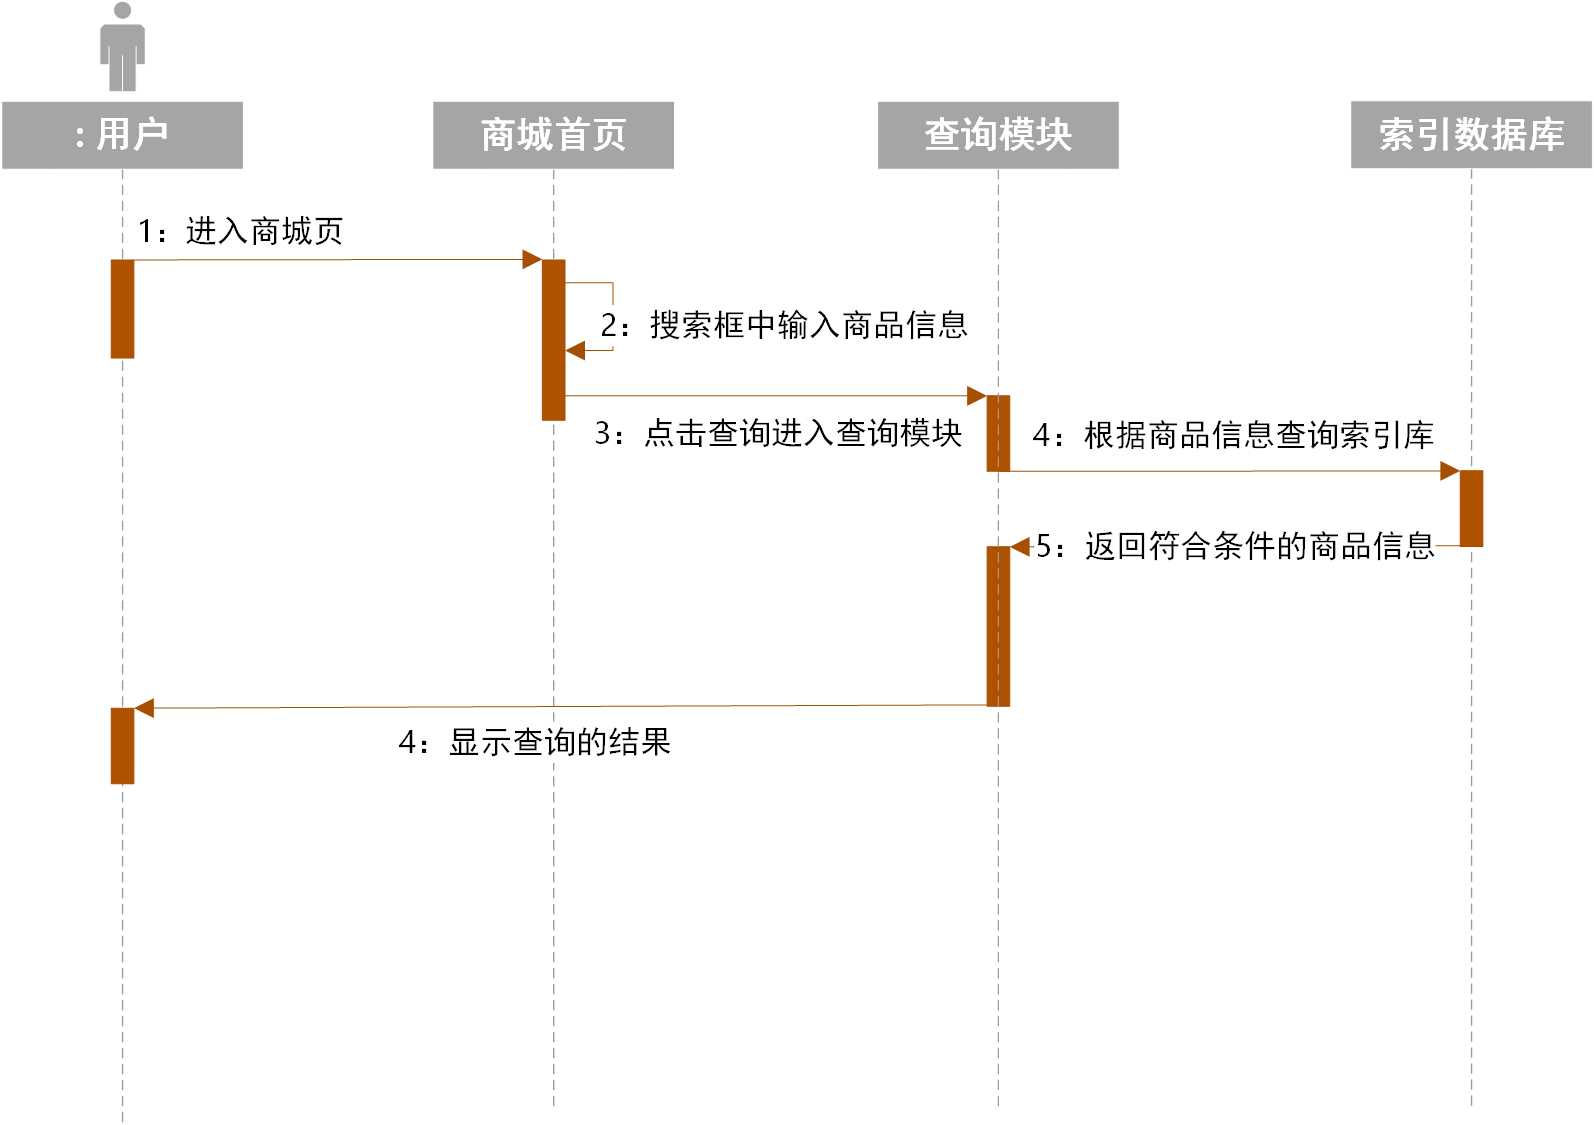 : 用户
商城首页
查询模块
索引数据库
1：进入商城页
2：搜索框中输入商品信息
3：点击查询进入查询模块
4：根据商品信息查询索引库
5：返回符合条件的商品信息
4：显示查询的结果